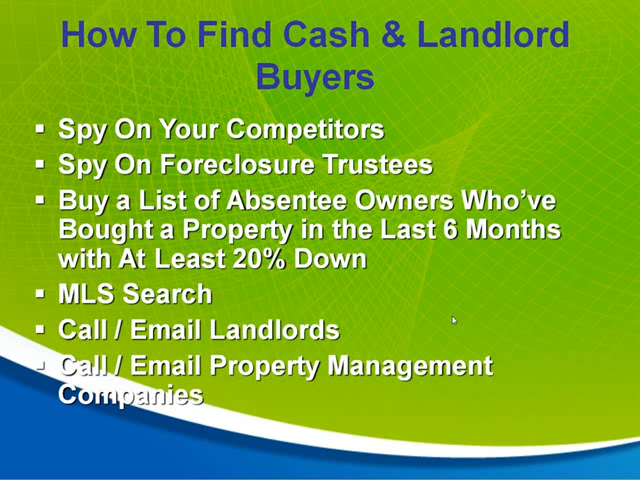 How To Find Cash & Landlord
Buyers
▪ Spy On Your Competitors
▪ Spy On Foreclosure Trustees
▪ Buy a List of Absentee Owners Who've
Bought a Property in the Last 6 Months
with At Least 20% Down
▪ MLS Search
▪ Call / Email Landlords
▪ Call / Email Property Management
Companies